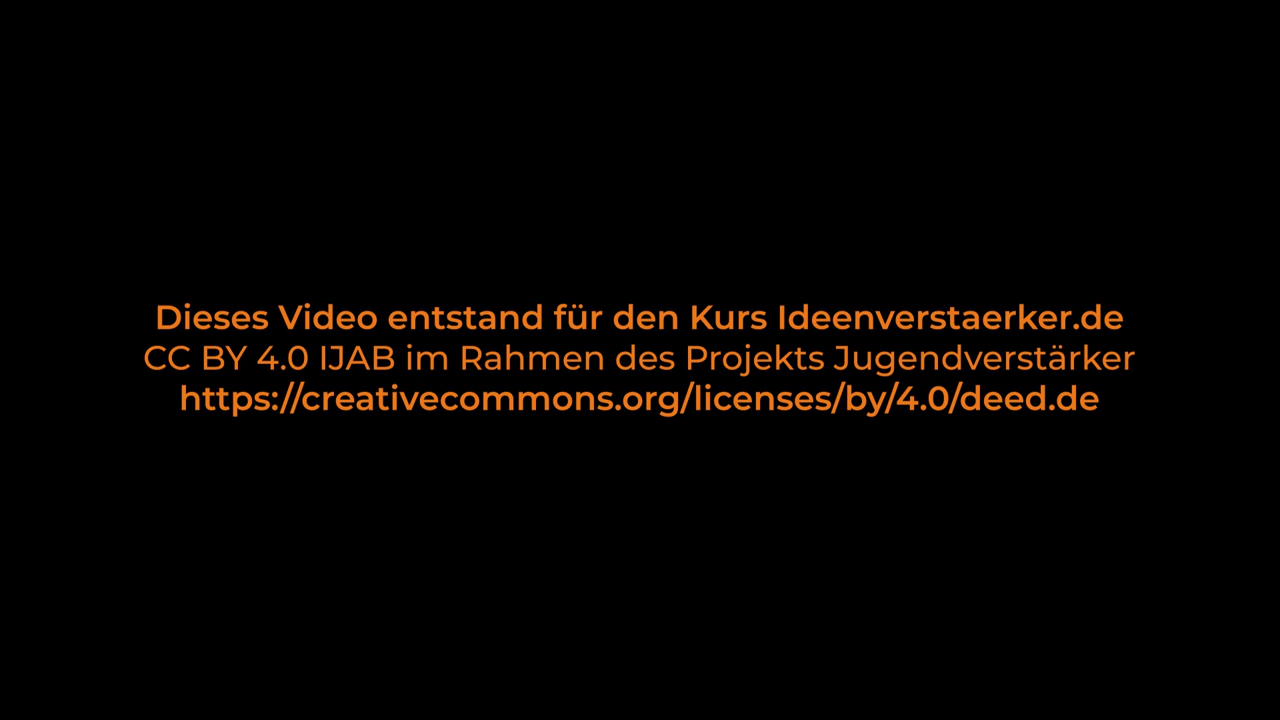 Dieses Video entstand für den Kurs Ideenverstaerker.de
CC BY 4.0 IJAB im Rahmen des Projekts Jugendverstärker
https://creativecommons.org/licenses/by/4.0/deed.de